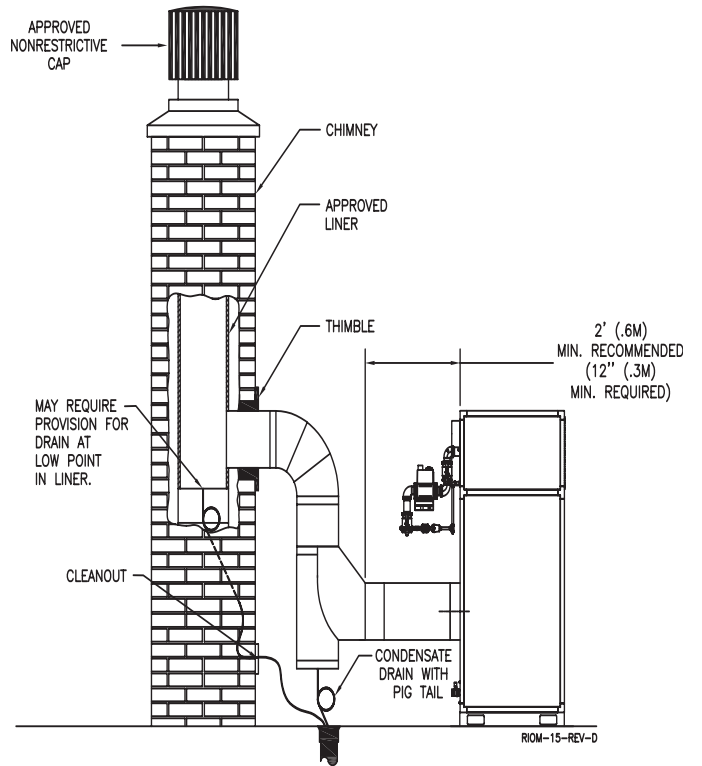 APPROVED
NONRESTRICTIVE
CAP
CHIMNEY
APPROVED
LINER
THIMBLE
2' (.6M)
MIN. RECOMMENDED
(12" (.3M)
MIN. REQUIRED)
MAY REQUIRE
PROVISION FOR
DRAIN AT
LOW POINT
IN LINER.
CLEANOUT
CONDENSATE
DRAIN WITH
PIG TAIL
RIOM-15-REV-D